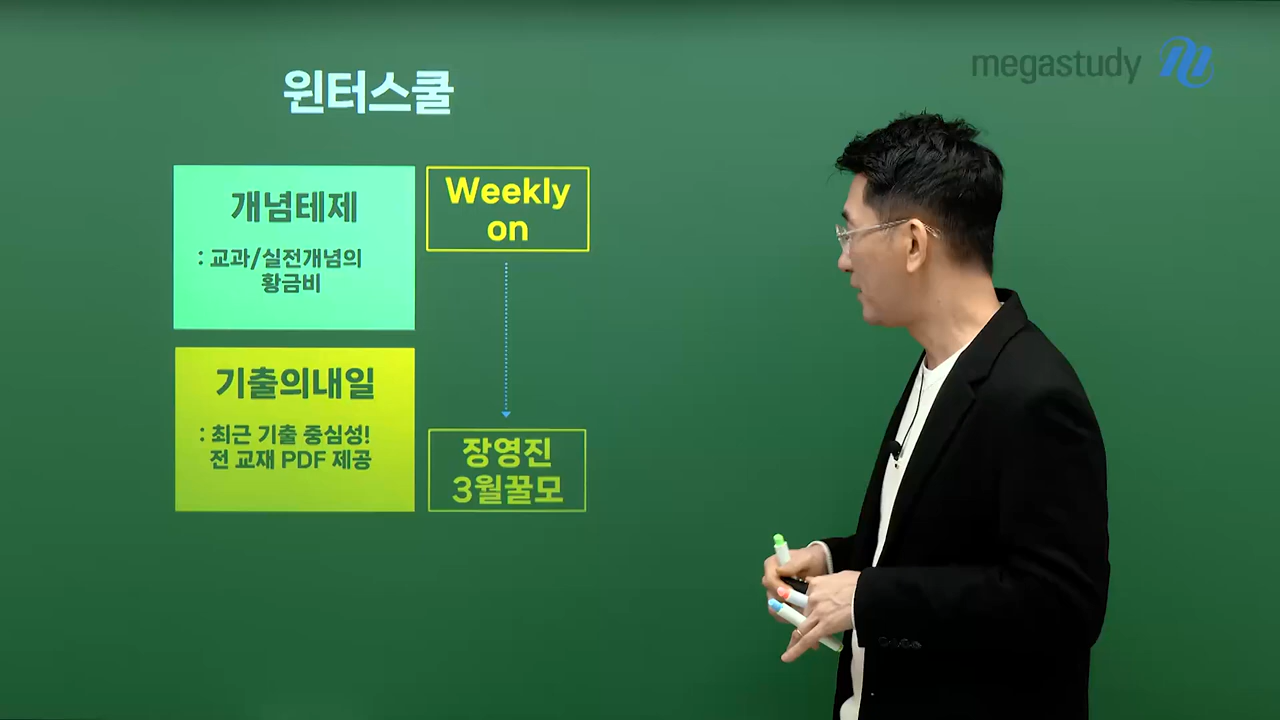 윈터스쿨
개념테제
: 교과/실전개념의
황금비
Weekly
on
기출의내일
: 최근 기출 중심성!
전 교재 PDF 제공
장영진
3월꿀모
megastudy